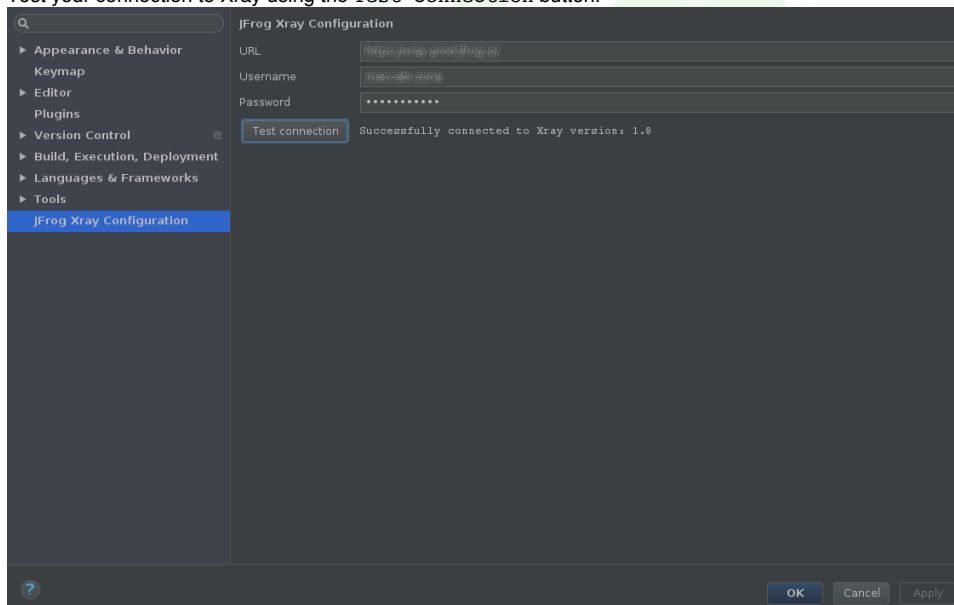 Test your connection to Xray using the Test Connection button.
JFrog Xray Configuration
Appearance & Behavior
Keymap
Editor
Plugins
Version Control
Build, Execution, Deployment
Languages & Frameworks
Tools
JFrog Xray Configuration
URL
Username
Password
•••••••••••
Test connection
Successfully connected to Xray version: 1.8
?
OK
Cancel
Apply